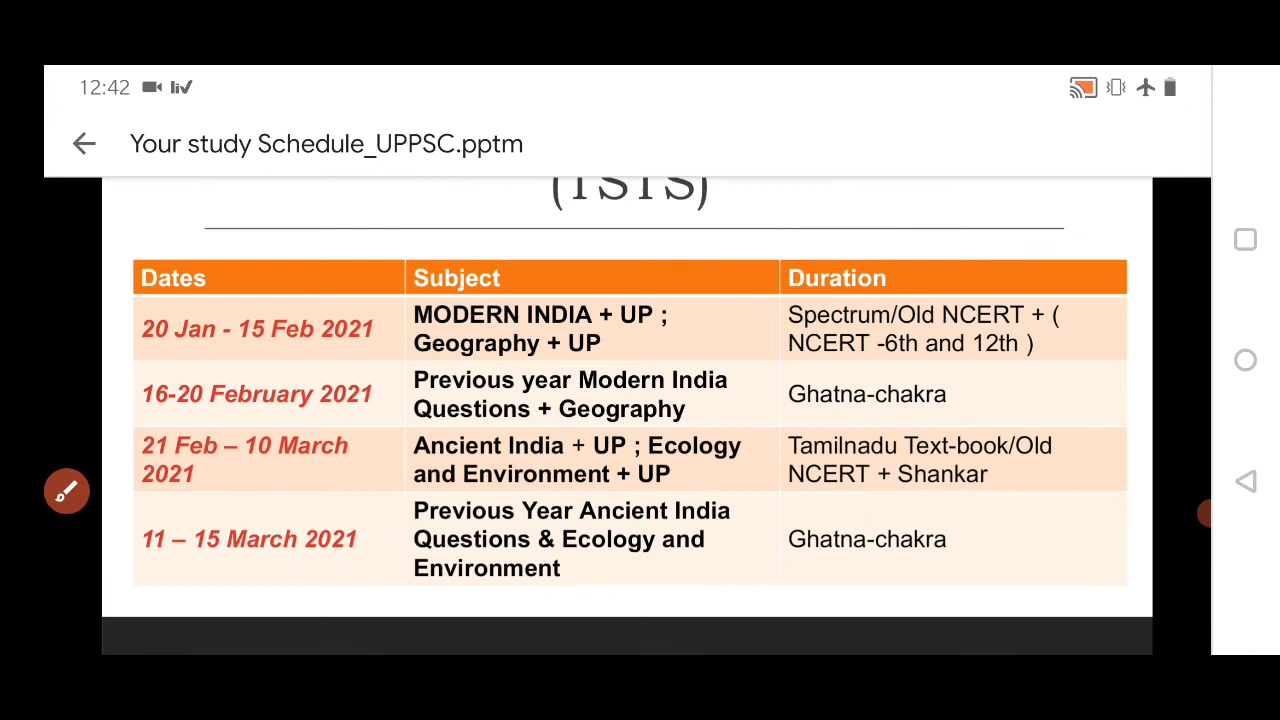 12:42
Your study Schedule_UPPSC.pptm
(TSTS)
Dates Subject Duration
20 Jan - 15 Feb 2021 MODERN INDIA + UP ; Spectrum/Old NCERT + (
Geography + UP NCERT -6th and 12th )
16-20 February 2021 Previous year Modern India Ghatna-chakra
Questions + Geography
21 Feb – 10 March Ancient India + UP ; Ecology Tamilnadu Text-book/Old
2021 and Environment + UP NCERT + Shankar
11 – 15 March 2021 Previous Year Ancient India Ghatna-chakra
Questions & Ecology and
Environment